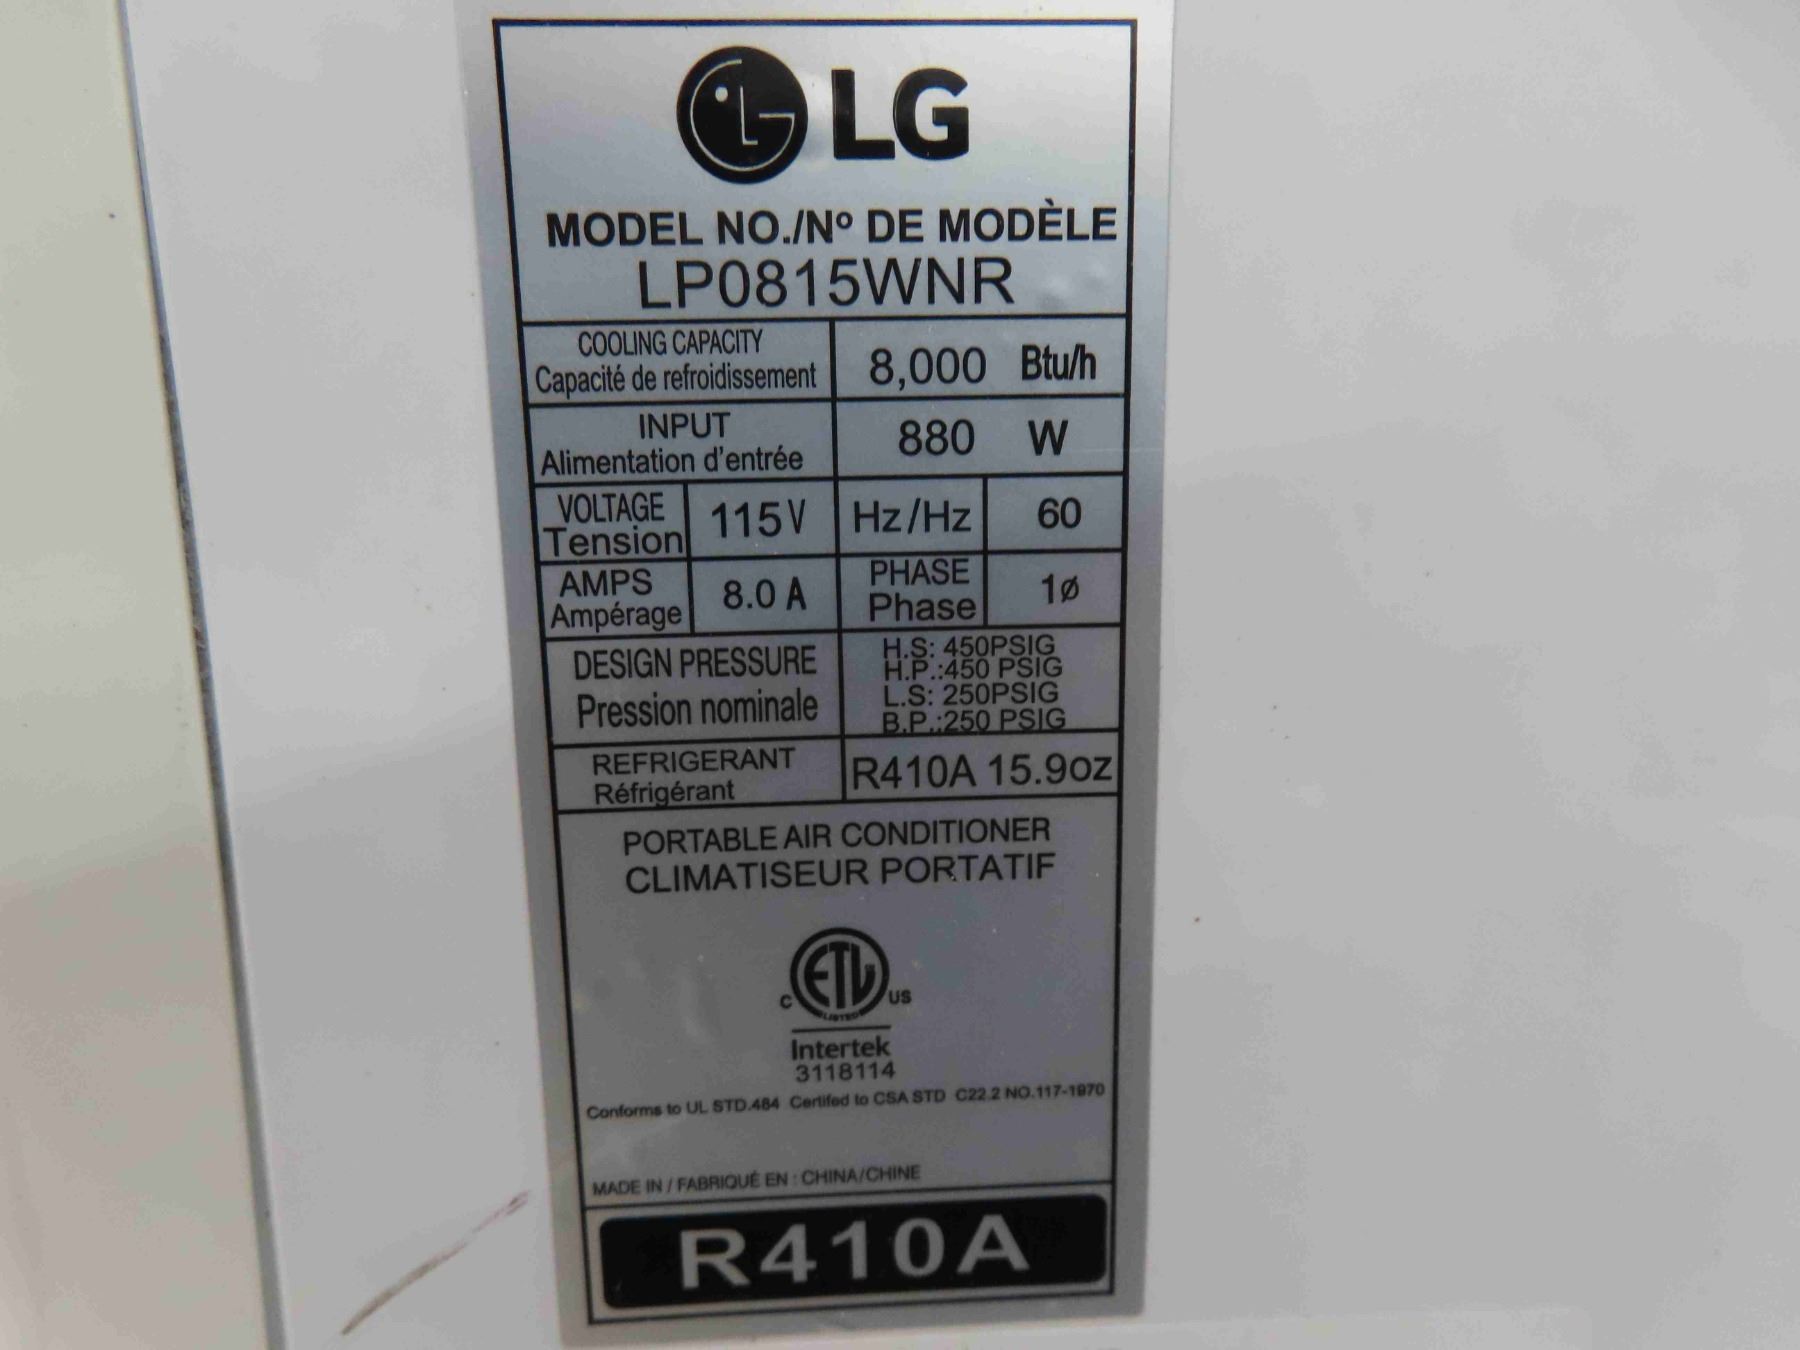 LG
MODEL NO./Nº DE MODÈLE
LP0815WNR
COOLING CAPACITY
Capacité de refroidissement
8,000 Btu/h
INPUT
Alimentation d'entrée
880 W
VOLTAGE
Tension
115V
Hz/Hz
60
AMPS
Ampérage
8.0 A
PHASE
Phase
1ø
DESIGN PRESSURE
Pression nominale
H.S: 450PSIG
H.P.:450 PSIG
L.S: 250PSIG
B.P.:250 PSIG
REFRIGERANT
Réfrigérant
R410A 15.9oz
PORTABLE AIR CONDITIONER
CLIMATISEUR PORTATIF
C ETL US
LISTED
Intertek
3118114
Conforms to UL STD.484 Certifed to CSA STD C22.2 NO.117-1970
MADE IN / FABRIQUÉ EN : CHINA/CHINE
R410A